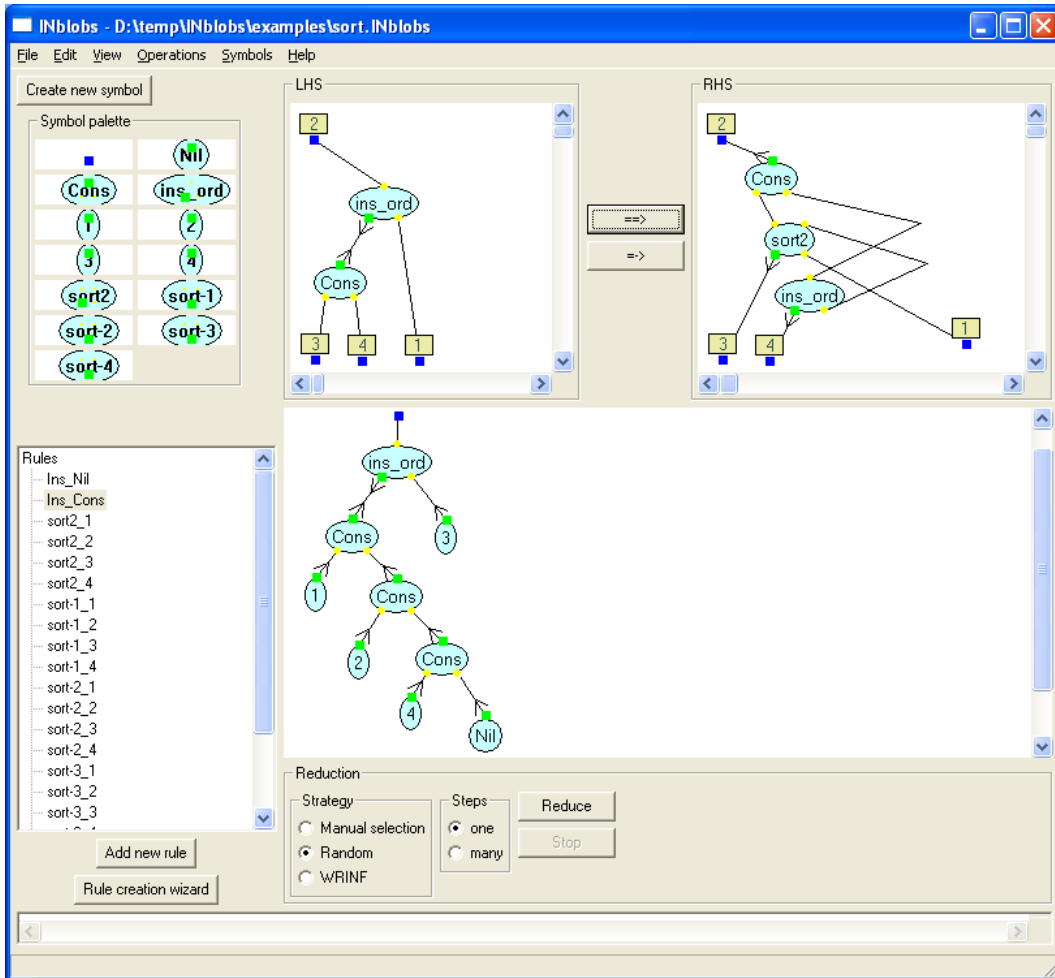 INblobs - D:\temp\INblobs\examples\sort.INblobs
File Edit View Operations Symbols Help
Create new symbol
Symbol palette
Nil
Cons ins_ord
1 2
3 4
sort2 sort-1
sort-2 sort-3
sort-4
LHS
2
ins_ord
Cons
3 4 1
==>
=->
RHS
2
Cons
sort2
ins_ord
1
3 4
Rules
Ins_Nil
Ins_Cons
sort2_1
sort2_2
sort2_3
sort2_4
sort-1_1
sort-1_2
sort-1_3
sort-1_4
sort-2_1
sort-2_2
sort-2_3
sort-2_4
sort-3_1
sort-3_2
sort-3_3
Add new rule
Rule creation wizard
ins_ord
Cons 3
1 Cons
2 Cons
4 Nil
Reduction
Strategy
Manual selection
Random
WRINF
Steps
one
many
Reduce
Stop